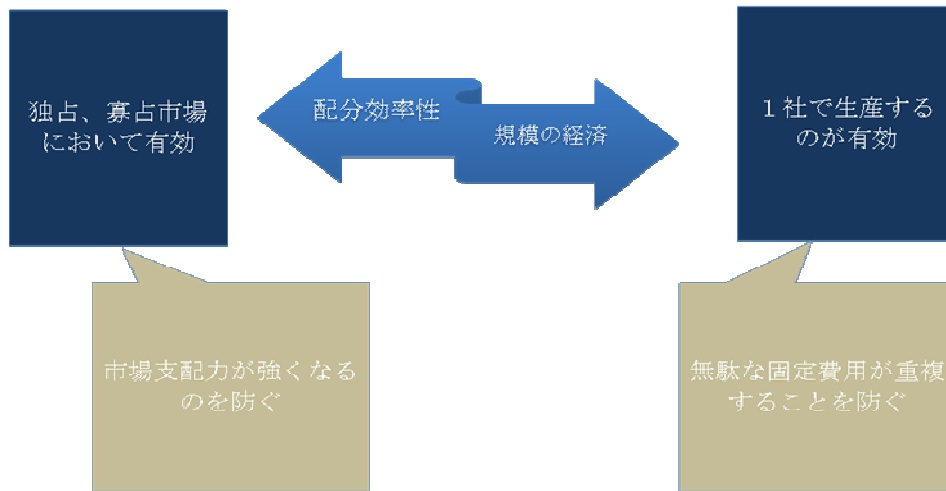 独占、寡占市場
において有効
配分効率性
規模の経済
１社で生産する
のが有効
市場支配力が強くなる
のを防ぐ
無駄な固定費用が重複
することを防ぐ